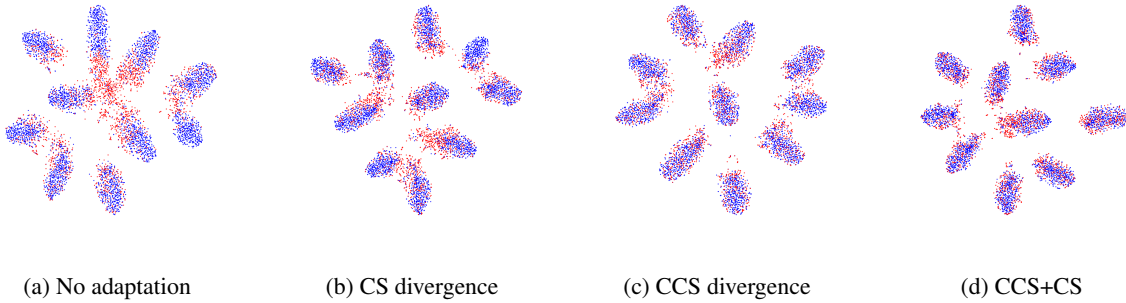 (a) No adaptation
(b) CS divergence
(c) CCS divergence
(d) CCS+CS